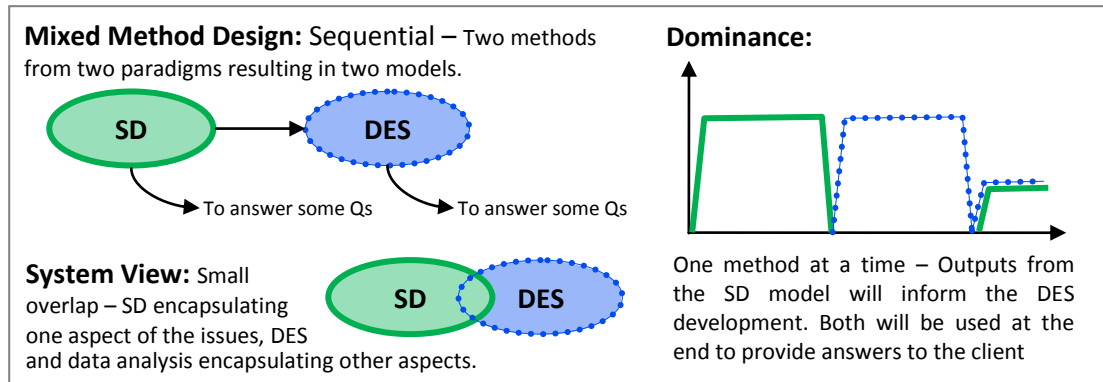 Mixed Method Design: Sequential – Two methods
from two paradigms resulting in two models.
SD
DES
To answer some Qs
To answer some Qs
System View: Small
overlap – SD encapsulating
one aspect of the issues, DES
and data analysis encapsulating other aspects.
SD
DES
Dominance:
One method at a time – Outputs from
the SD model will inform the DES
development. Both will be used at the
end to provide answers to the client